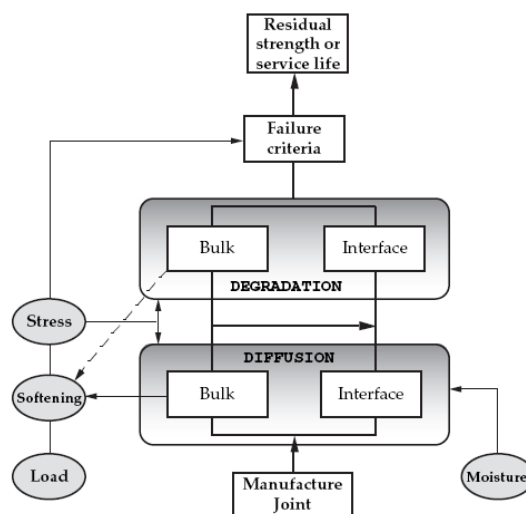 Residual
strength or
service life
Failure
criteria
Bulk
Interface
DEGRADATION
Stress
DIFFUSION
Softening
Bulk
Interface
Load
Manufacture
Joint
Moisture